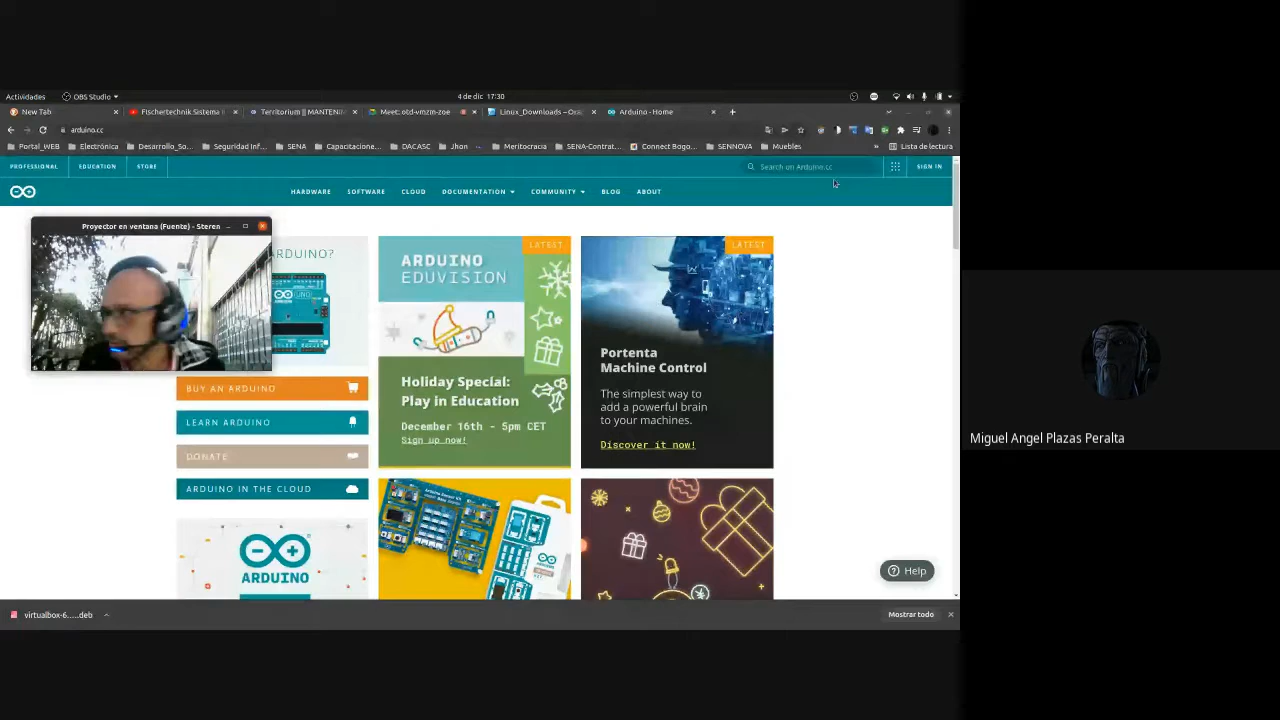 Actividades
OBS Studio
4 de dic 17:30
New Tab
Fischertechnik Sistema
Territorium || MANTENIM
Meet: otd-vmzm-zoe
Linux_Downloads – Ora
Arduino - Home
arduino.cc
Portal_WEB
Electrónica
Desarrollo_So...
Seguridad Inf...
SENA
Capacitacione...
DACASC
Jhon
Meritocracia
SENA-Contrat...
Connect Bogo...
SENNOVA
Muebles
»
Lista de lectura
PROFESSIONAL
EDUCATION
STORE
Search on Arduino.cc
SIGN IN
HARDWARE
SOFTWARE
CLOUD
DOCUMENTATION
COMMUNITY
BLOG
ABOUT
Proyector en ventana (Fuente) - Steren
ARDUINO?
UNO
BUY AN ARDUINO
LEARN ARDUINO
DONATE
ARDUINO IN THE CLOUD
ARDUINO
LATEST
ARDUINO
EDUVISION
Holiday Special:
Play in Education
December 16th - 5pm CET
Sign up now!
LATEST
Portenta
Machine Control
The simplest way to
add a powerful brain
to your machines.
Discover it now!
Help
virtualbox-6.....deb
Mostrar todo
Miguel Angel Plazas Peralta